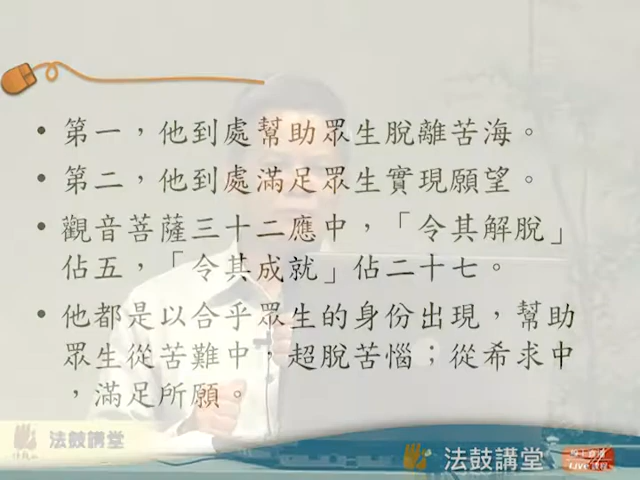 • 第一，他到處幫助眾生脫離苦海。
• 第二，他到處滿足眾生實現願望。
• 觀音菩薩三十二應中，「令其解脫」
佔五，「令其成就」佔二十七。
• 他都是以合乎眾生的身份出現，幫助
眾生從苦難中，超脫苦惱；從希求中
，滿足所願。
法鼓講堂
法鼓講堂